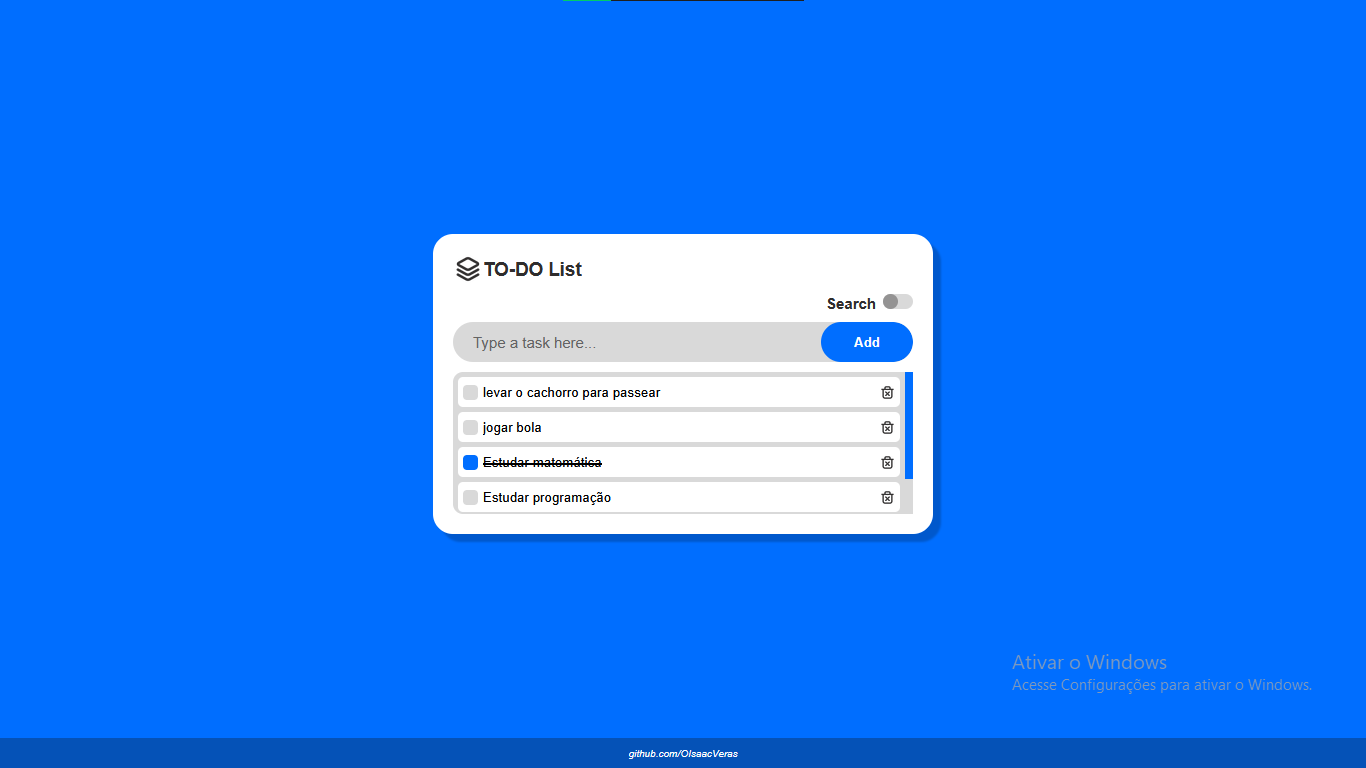 TO-DO List
Search
Type a task here...
Add
levar o cachorro para passear
jogar bola
Estudar matomática
Estudar programação
Ativar o Windows
Acesse Configurações para ativar o Windows.
github.com/OIsaacVeras